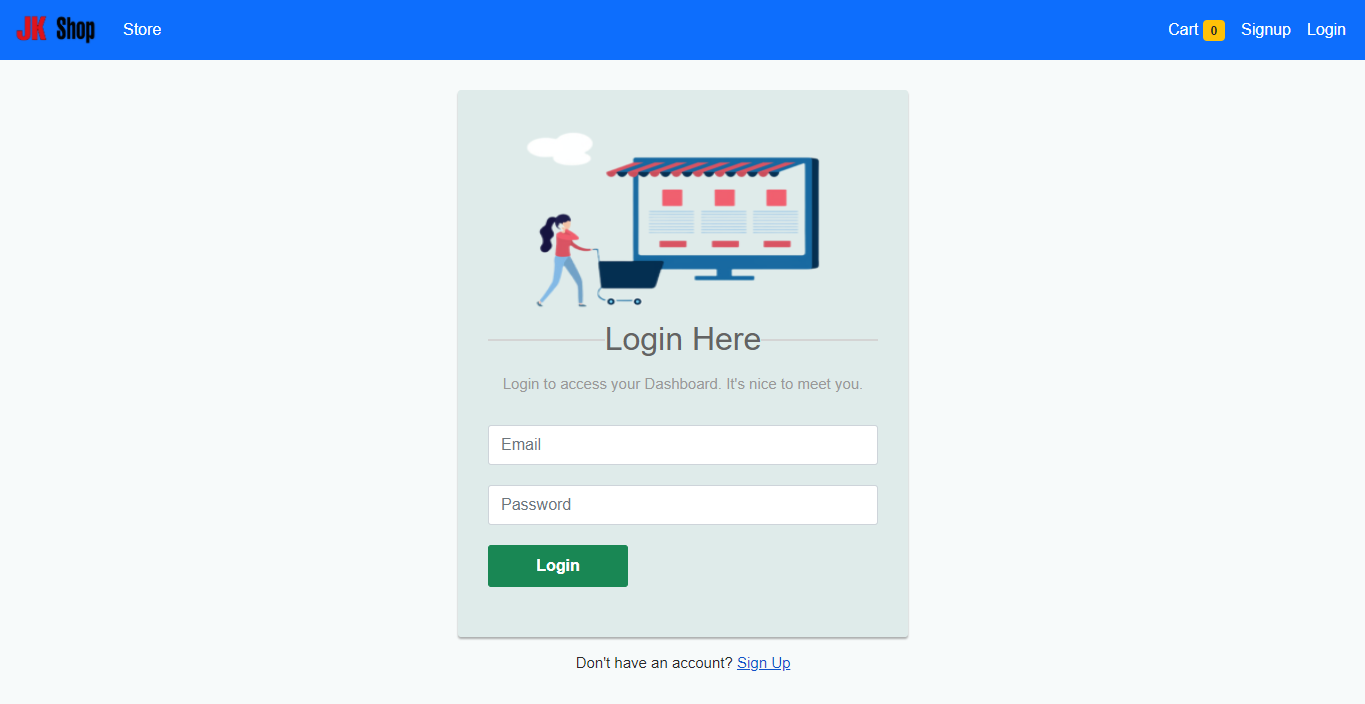 JK Shop Store Cart 0 Signup Login
Login Here
Login to access your Dashboard. It's nice to meet you.
Email
Password
Login
Don't have an account? Sign Up